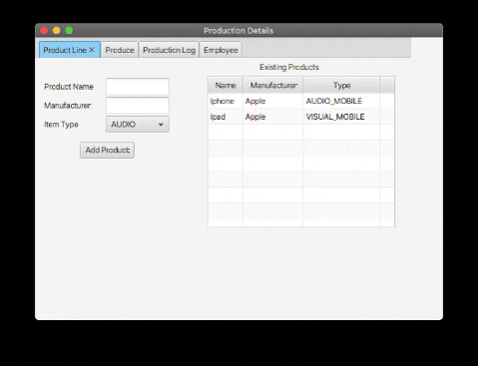 Production Details
Product Line ×
Produce
Production Log
Employee
Existing Products
Product Name
Manufacturer
Item Type
AUDIO
Add Product
Name Manufacturer Type
Iphone Apple AUDIO_MOBILE
Ipad Apple VISUAL_MOBILE